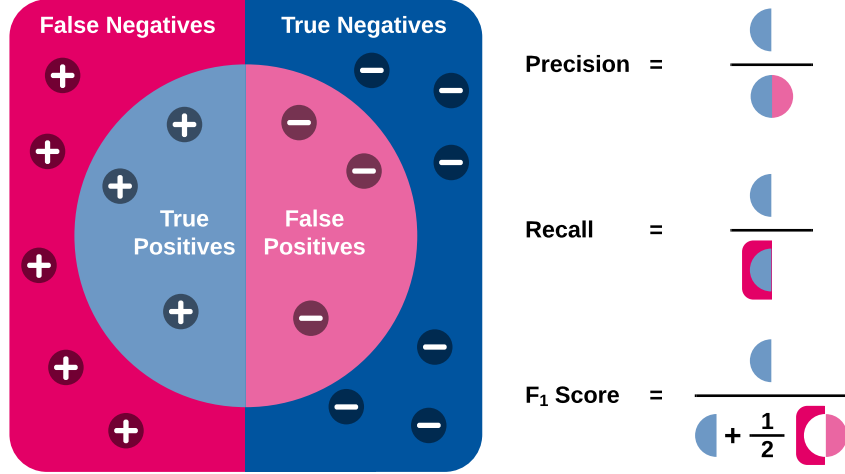 False Negatives
True Negatives
True
Positives
False
Positives
Precision =
Recall =
F₁ Score =
+ 1
2